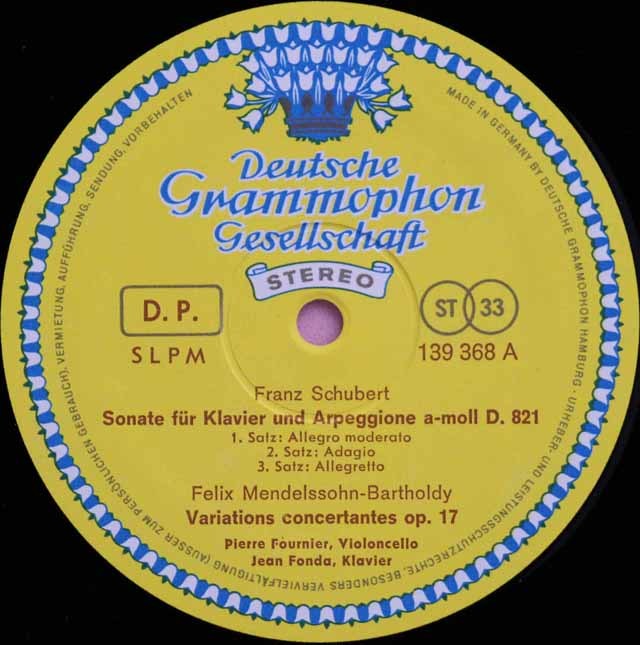 Deutsche
Grammophon
Gesellschaft
STEREO
D. P.
SLPM
ST 33
139 368 A
Franz Schubert
Sonate für Klavier und Arpeggione a-moll D. 821
1. Satz: Allegro moderato
2. Satz: Adagio
3. Satz: Allegretto
Felix Mendelssohn-Bartholdy
Variations concertantes op. 17
Pierre Fournier, Violoncello
Jean Fonda, Klavier
MADE IN GERMANY BY DEUTSCHE GRAMMOPHON HAMBURG · URHEBER- UND LEISTUNGSSCHUTZRECHTE, BESONDERS VERVIELFÄLTIGUNG (AUSSER ZUM PERSÖNLICHEN GEBRAUCH), VERMIETUNG, AUFFÜHRUNG, SENDUNG, VORBEHALTEN